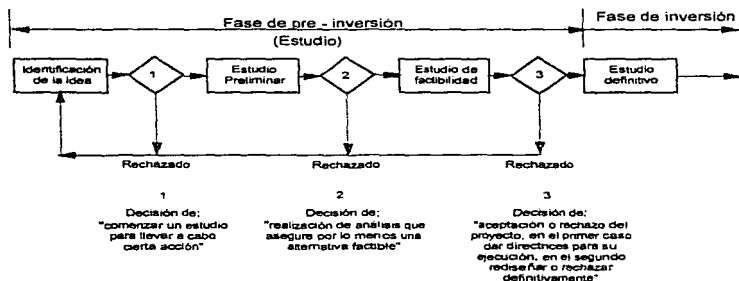 Fase de pre - inversión
Fase de inversión
(Estudio)
Identificación
de la idea
1
Estudio
Preliminar
2
Estudio de
factibilidad
3
Estudio
definitivo
Rechazado
Rechazado
Rechazado
1
Decisión de;
"comenzar un estudio
para llevar a cabo
cierta acción"
2
Decisión de;
"realización de análisis que
asegure por lo menos una
alternativa factible"
3
Decisión de;
"aceptación o rechazo del
proyecto, en el primer caso
dar directrices para su
ejecución, en el segundo
rediseñar o rechazar
definitivamente"